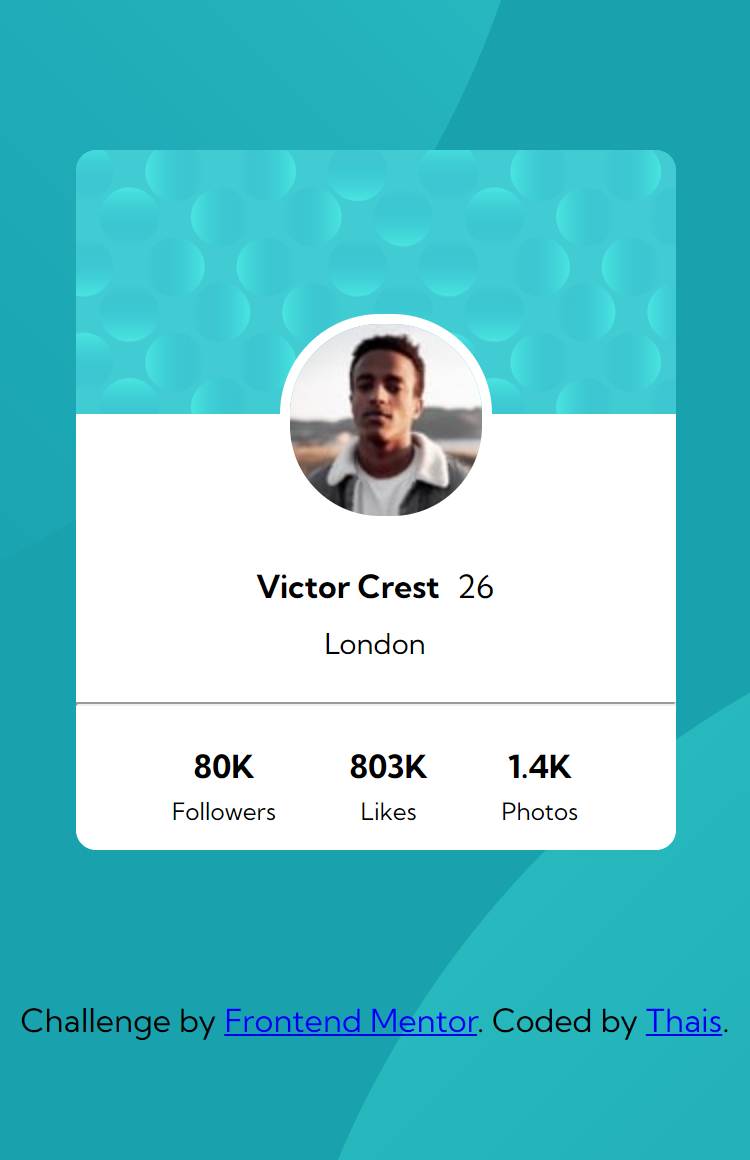 Victor Crest 26
London
80K 803K 1.4K
Followers Likes Photos
Challenge by Frontend Mentor. Coded by Thais.